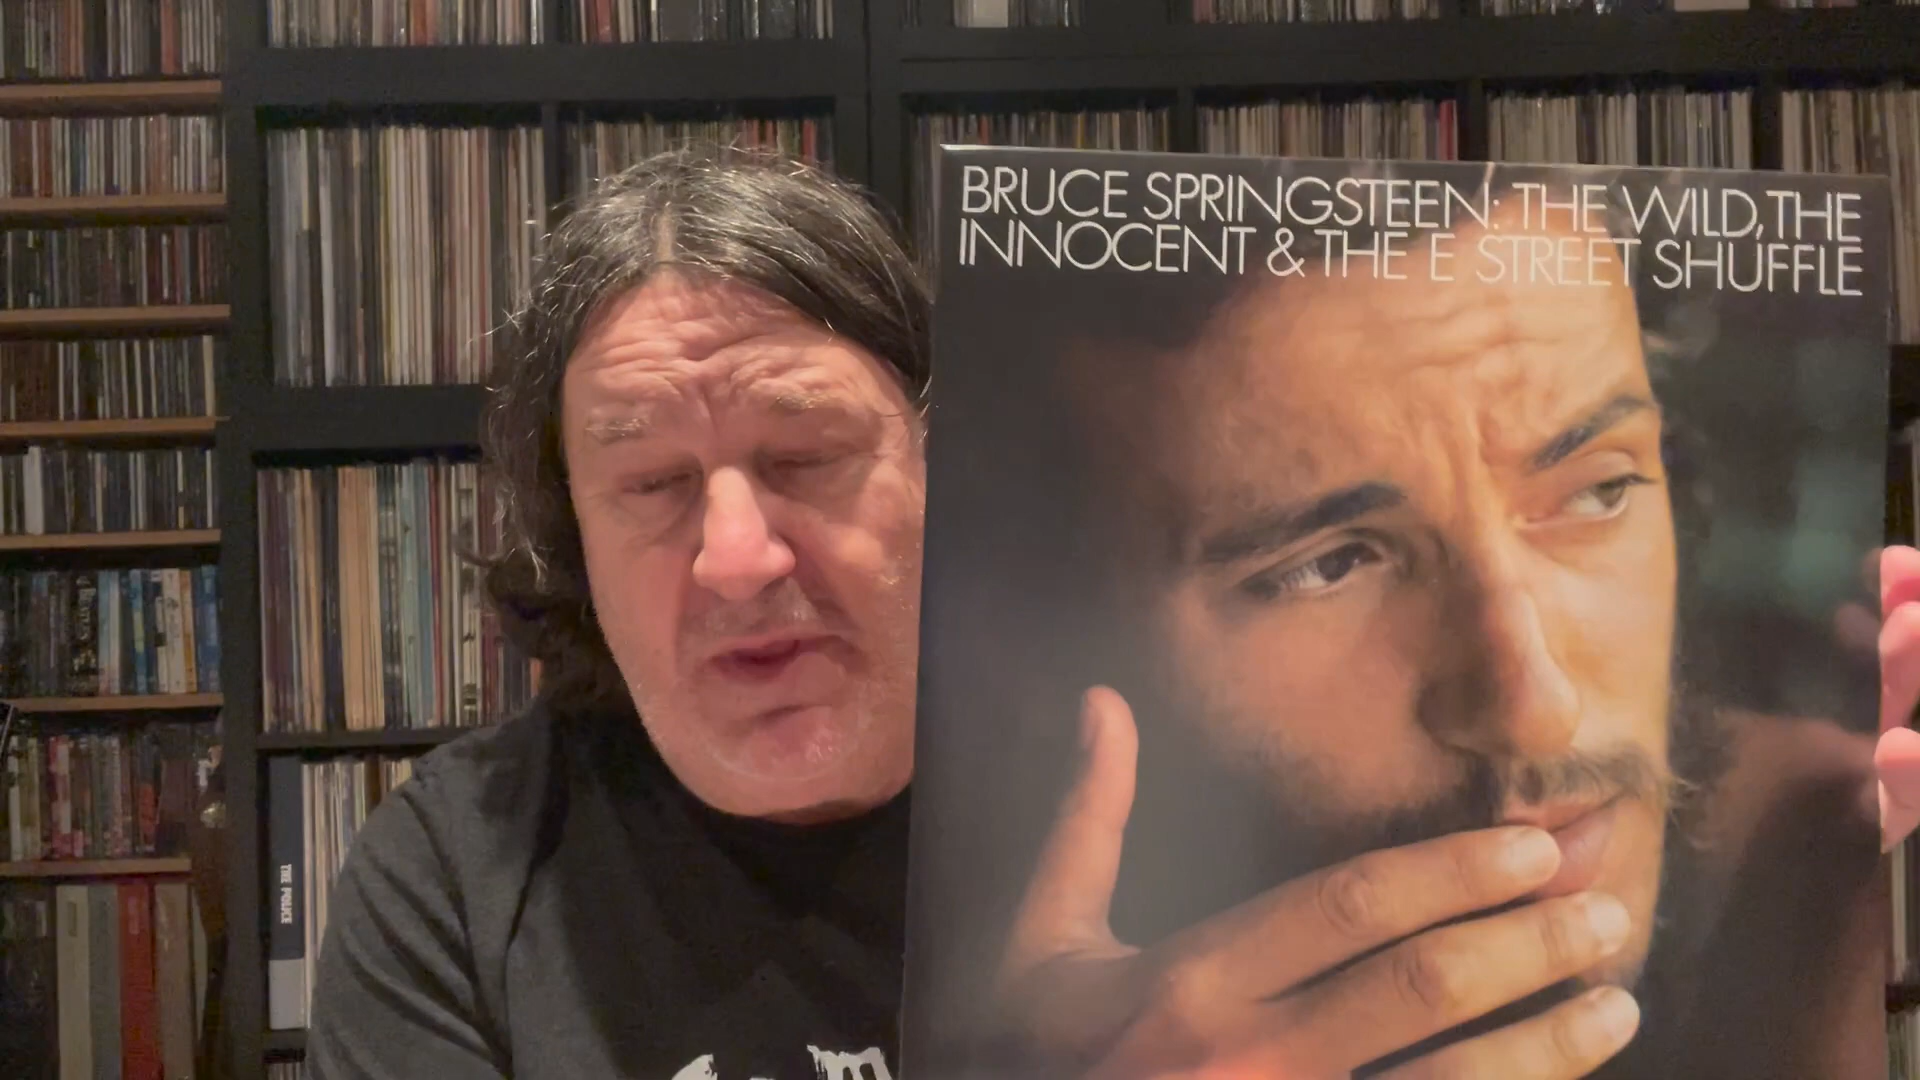 BRUCE SPRINGSTEEN: THE WILD, THE
INNOCENT & THE E STREET SHUFFLE
THE POLICE